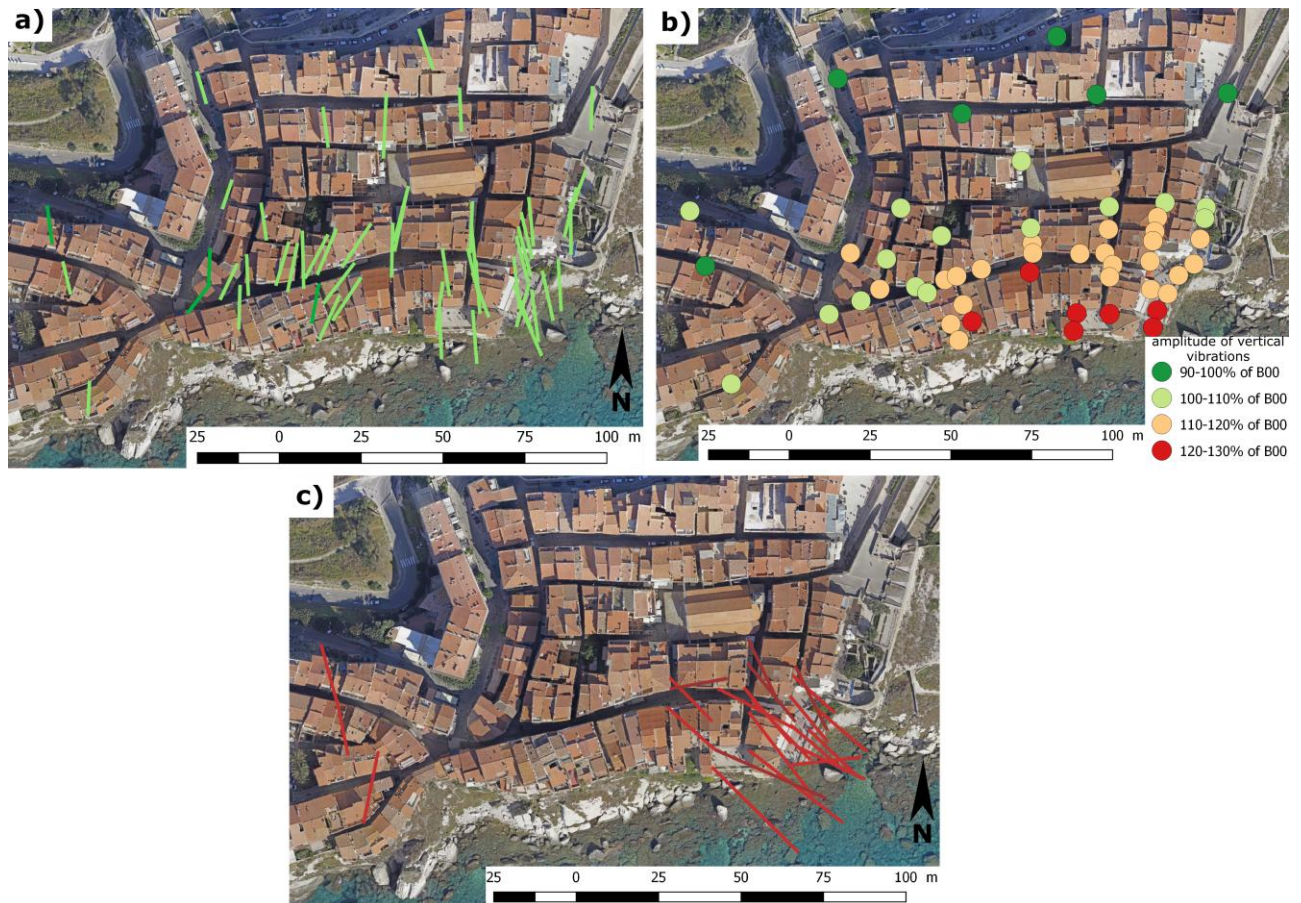 a)
b)
N
25 0 25 50 75 100 m
25 0 25 50 75 100 m
amplitude of vertical
vibrations
90-100% of B00
100-110% of B00
110-120% of B00
120-130% of B00
c)
N
25 0 25 50 75 100 m